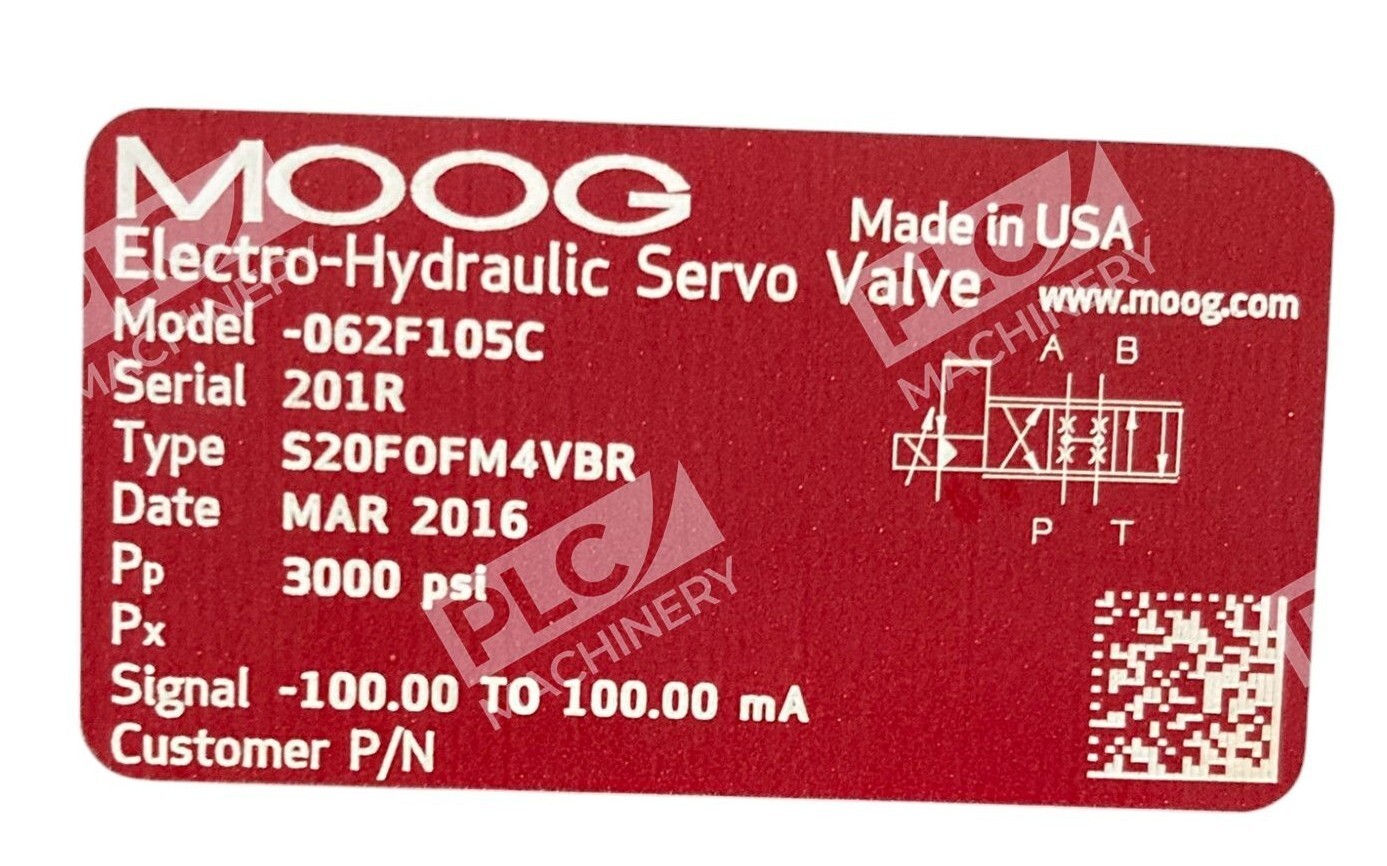 MOOG
Made in USA
Electro-Hydraulic Servo Valve
www.moog.com
Model -062F105C
Serial 201R
Type S20FOFM4VBR
Date MAR 2016
Pp 3000 psi
Px
Signal -100.00 TO 100.00 mA
Customer P/N
A B
P T
PLC
MACHINERY
PLC
MACHINERY
PLC
MACHINERY